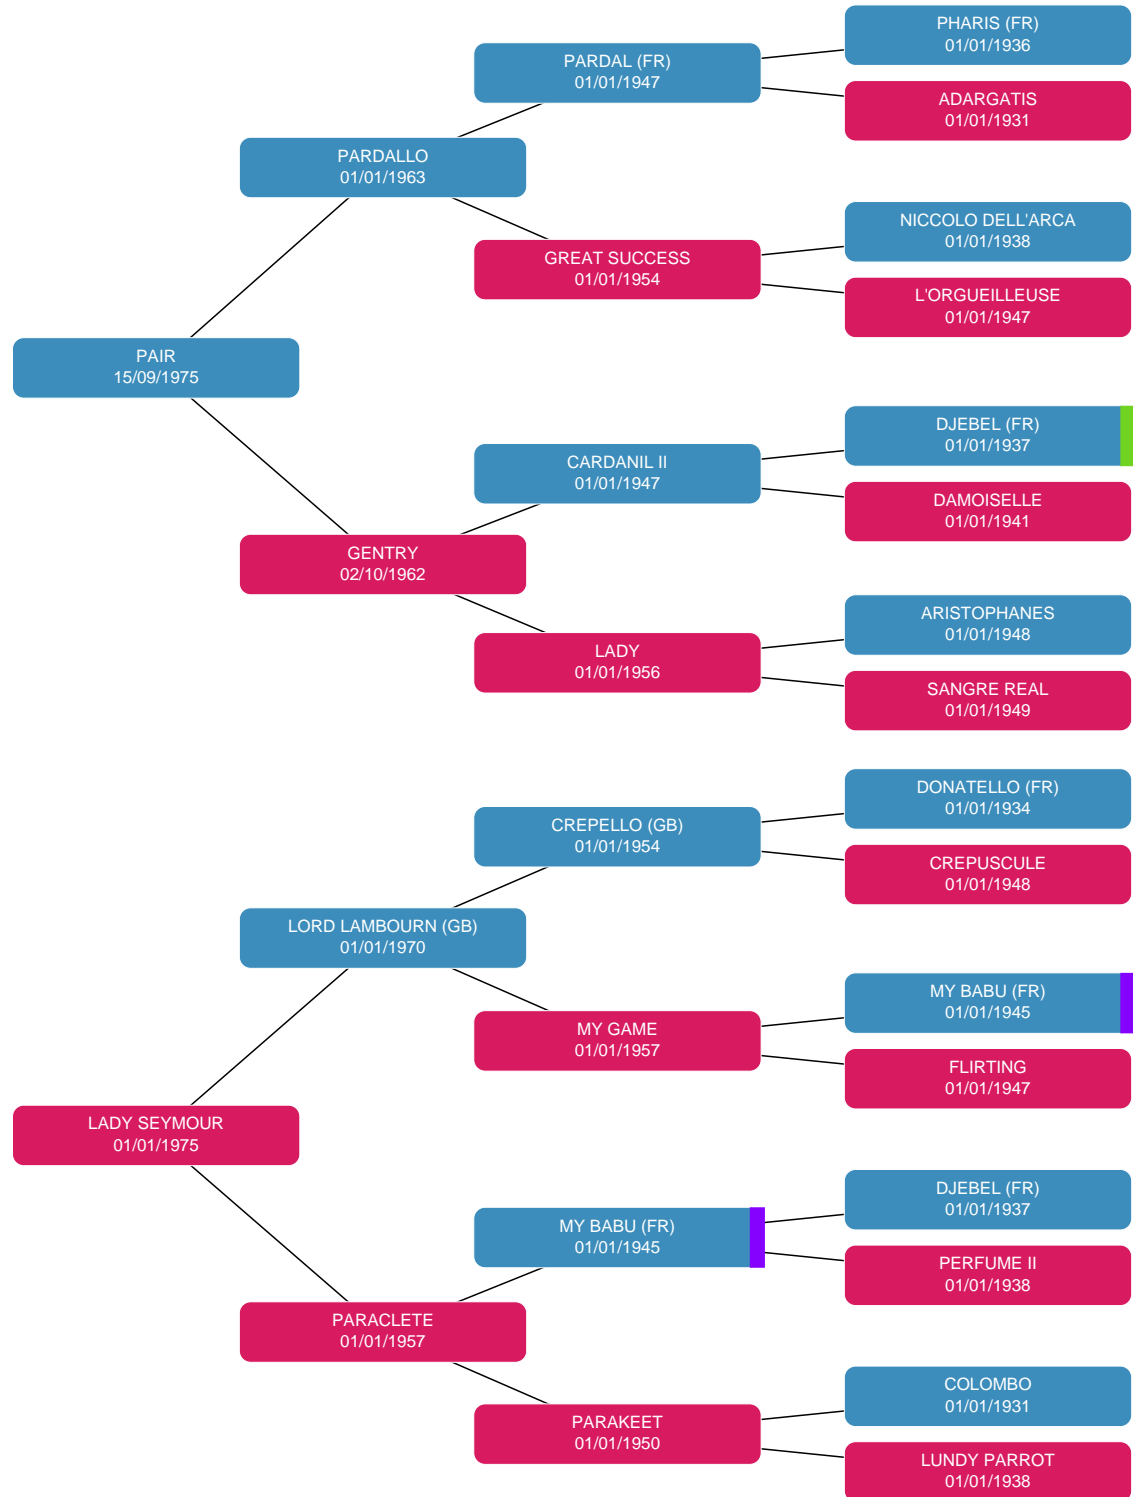 PHARIS (FR)
01/01/1936
PARDAL (FR)
01/01/1947
ADARGATIS
01/01/1931
PARDALLO
01/01/1963
NICCOLO DELL'ARCA
01/01/1938
GREAT SUCCESS
01/01/1954
L'ORGUEILLEUSE
01/01/1947
PAIR
15/09/1975
DJEBEL (FR)
01/01/1937
CARDANIL II
01/01/1947
DAMOISELLE
01/01/1941
GENTRY
02/10/1962
ARISTOPHANES
01/01/1948
LADY
01/01/1956
SANGRE REAL
01/01/1949
DONATELLO (FR)
01/01/1934
CREPELLO (GB)
01/01/1954
CREPUSCULE
01/01/1948
LORD LAMBOURN (GB)
01/01/1970
MY BABU (FR)
01/01/1945
MY GAME
01/01/1957
FLIRTING
01/01/1947
LADY SEYMOUR
01/01/1975
DJEBEL (FR)
01/01/1937
MY BABU (FR)
01/01/1945
PERFUME II
01/01/1938
PARACLETE
01/01/1957
COLOMBO
01/01/1931
PARAKEET
01/01/1950
LUNDY PARROT
01/01/1938